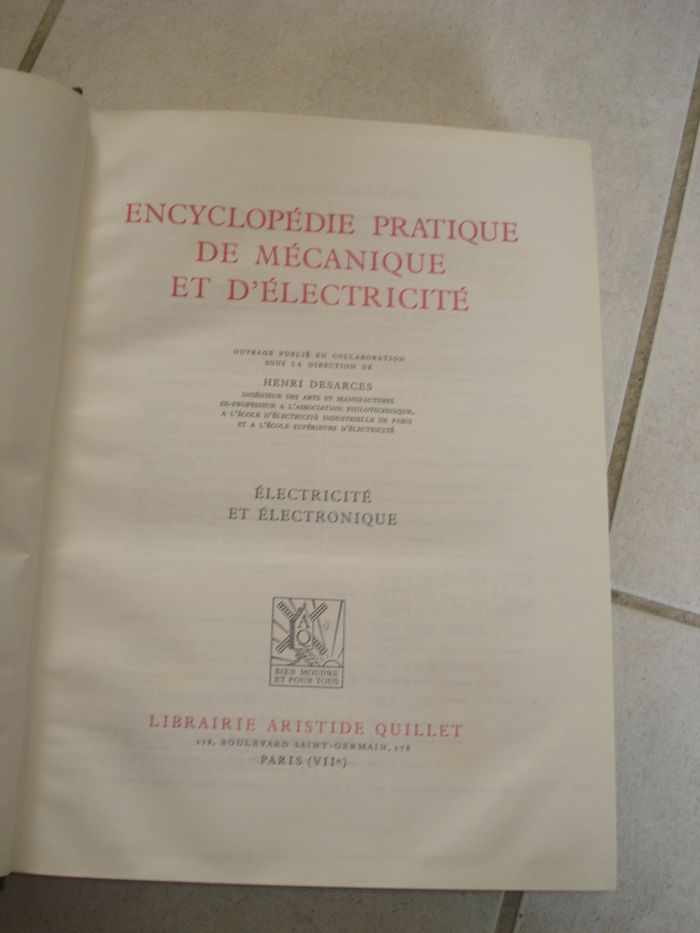 ENCYCLOPÉDIE PRATIQUE
DE MÉCANIQUE
ET D'ÉLECTRICITÉ
OUVRAGE PUBLIÉ EN COLLABORATION
SOUS LA DIRECTION DE
HENRI DESARCES
INGÉNIEUR DES ARTS ET MANUFACTURES
EX-PROFESSEUR A L'ASSOCIATION PHILOTECHNIQUE,
A L'ÉCOLE D'ÉLECTRICITÉ INDUSTRIELLE DE PARIS
ET A L'ÉCOLE SUPÉRIEURE D'ÉLECTRICITÉ
ÉLECTRICITÉ
ET ÉLECTRONIQUE
A
Q
BIEN MOUDRE
ET POUR TOUS
LIBRAIRIE ARISTIDE QUILLET
278, BOULEVARD SAINT-GERMAIN, 278
PARIS (VIIe)